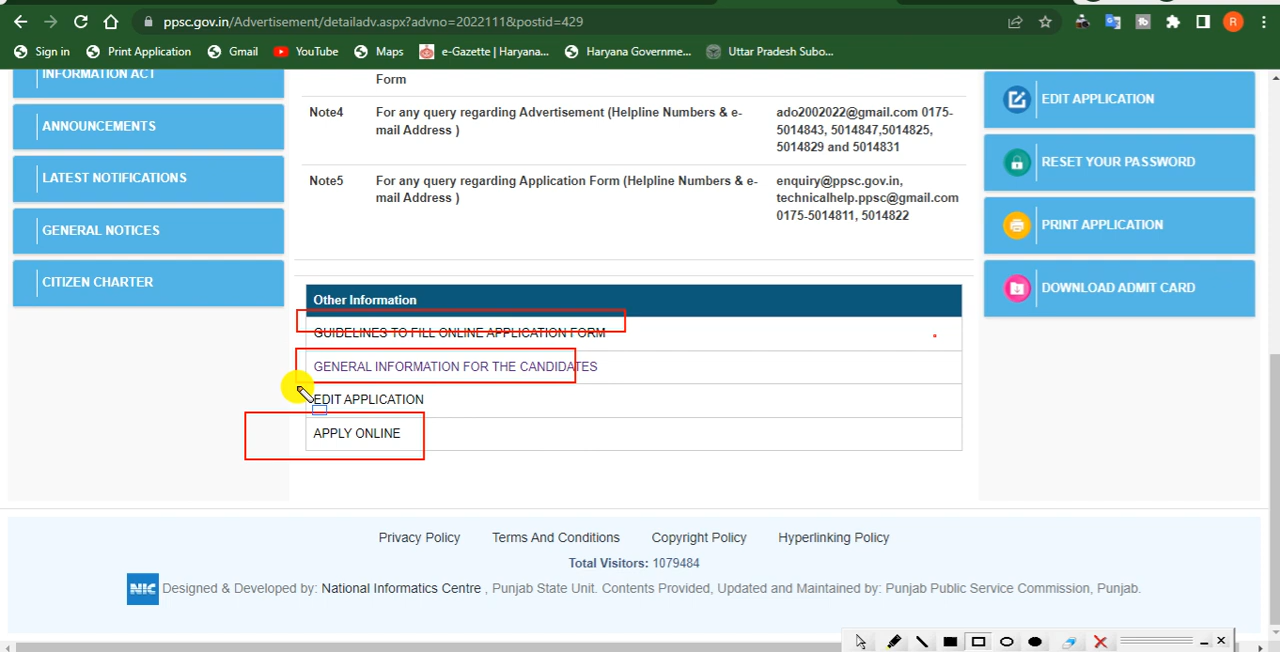 ppsc.gov.in/Advertisement/detailadv.aspx?advno=2022111&postid=429
R
Sign in
Print Application
Gmail
YouTube
Maps
e-Gazette | Haryana...
Haryana Governme...
Uttar Pradesh Subo...
INFORMATION ACT
ANNOUNCEMENTS
LATEST NOTIFICATIONS
GENERAL NOTICES
CITIZEN CHARTER
Form
Note4
For any query regarding Advertisement (Helpline Numbers & e-
mail Address )
ado2002022@gmail.com 0175-
5014843, 5014847,5014825,
5014829 and 5014831
Note5
For any query regarding Application Form (Helpline Numbers & e-
mail Address )
enquiry@ppsc.gov.in,
technicalhelp.ppsc@gmail.com
0175-5014811, 5014822
Other Information
GUIDELINES TO FILL ONLINE APPLICATION FORM
GENERAL INFORMATION FOR THE CANDIDATES
EDIT APPLICATION
APPLY ONLINE
EDIT APPLICATION
RESET YOUR PASSWORD
PRINT APPLICATION
DOWNLOAD ADMIT CARD
Privacy Policy
Terms And Conditions
Copyright Policy
Hyperlinking Policy
Total Visitors: 1079484
NIC
Designed & Developed by: National Informatics Centre , Punjab State Unit. Contents Provided, Updated and Maintained by: Punjab Public Service Commission, Punjab.